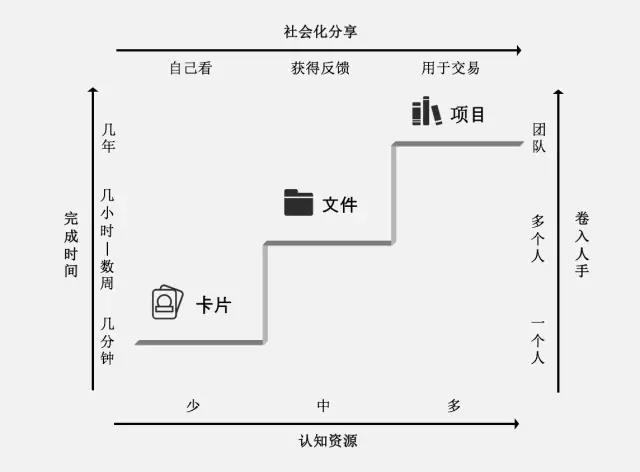 社会化分享
自己看
获得反馈
用于交易
项目
几年
团队
文件
几小时—数周
多个人
完成时间
卷入人手
卡片
几分钟
一个人
少
中
多
认知资源